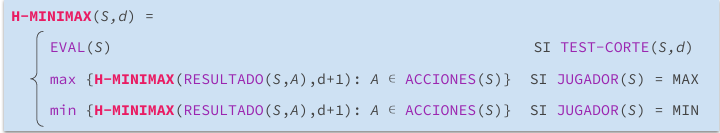 H-MINIMAX(S,d) =
EVAL(S) SI TEST-CORTE(S,d)
max {H-MINIMAX(RESULTADO(S,A),d+1): A ∈ ACCIONES(S)} SI JUGADOR(S) = MAX
min {H-MINIMAX(RESULTADO(S,A),d+1): A ∈ ACCIONES(S)} SI JUGADOR(S) = MIN